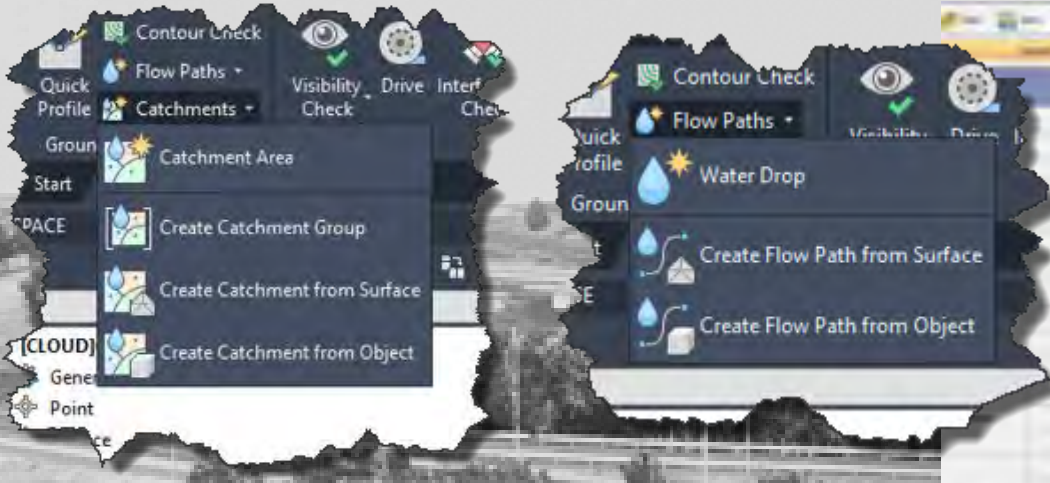 Contour Check
Flow Paths
Quick Profile
Catchments
Visibility Check
Drive
Catchment Area
Start
Create Catchment Group
Create Catchment from Surface
Create Catchment from Object
[CLOUD]
Point
Contour Check
Flow Paths
Water Drop
Create Flow Path from Surface
Create Flow Path from Object